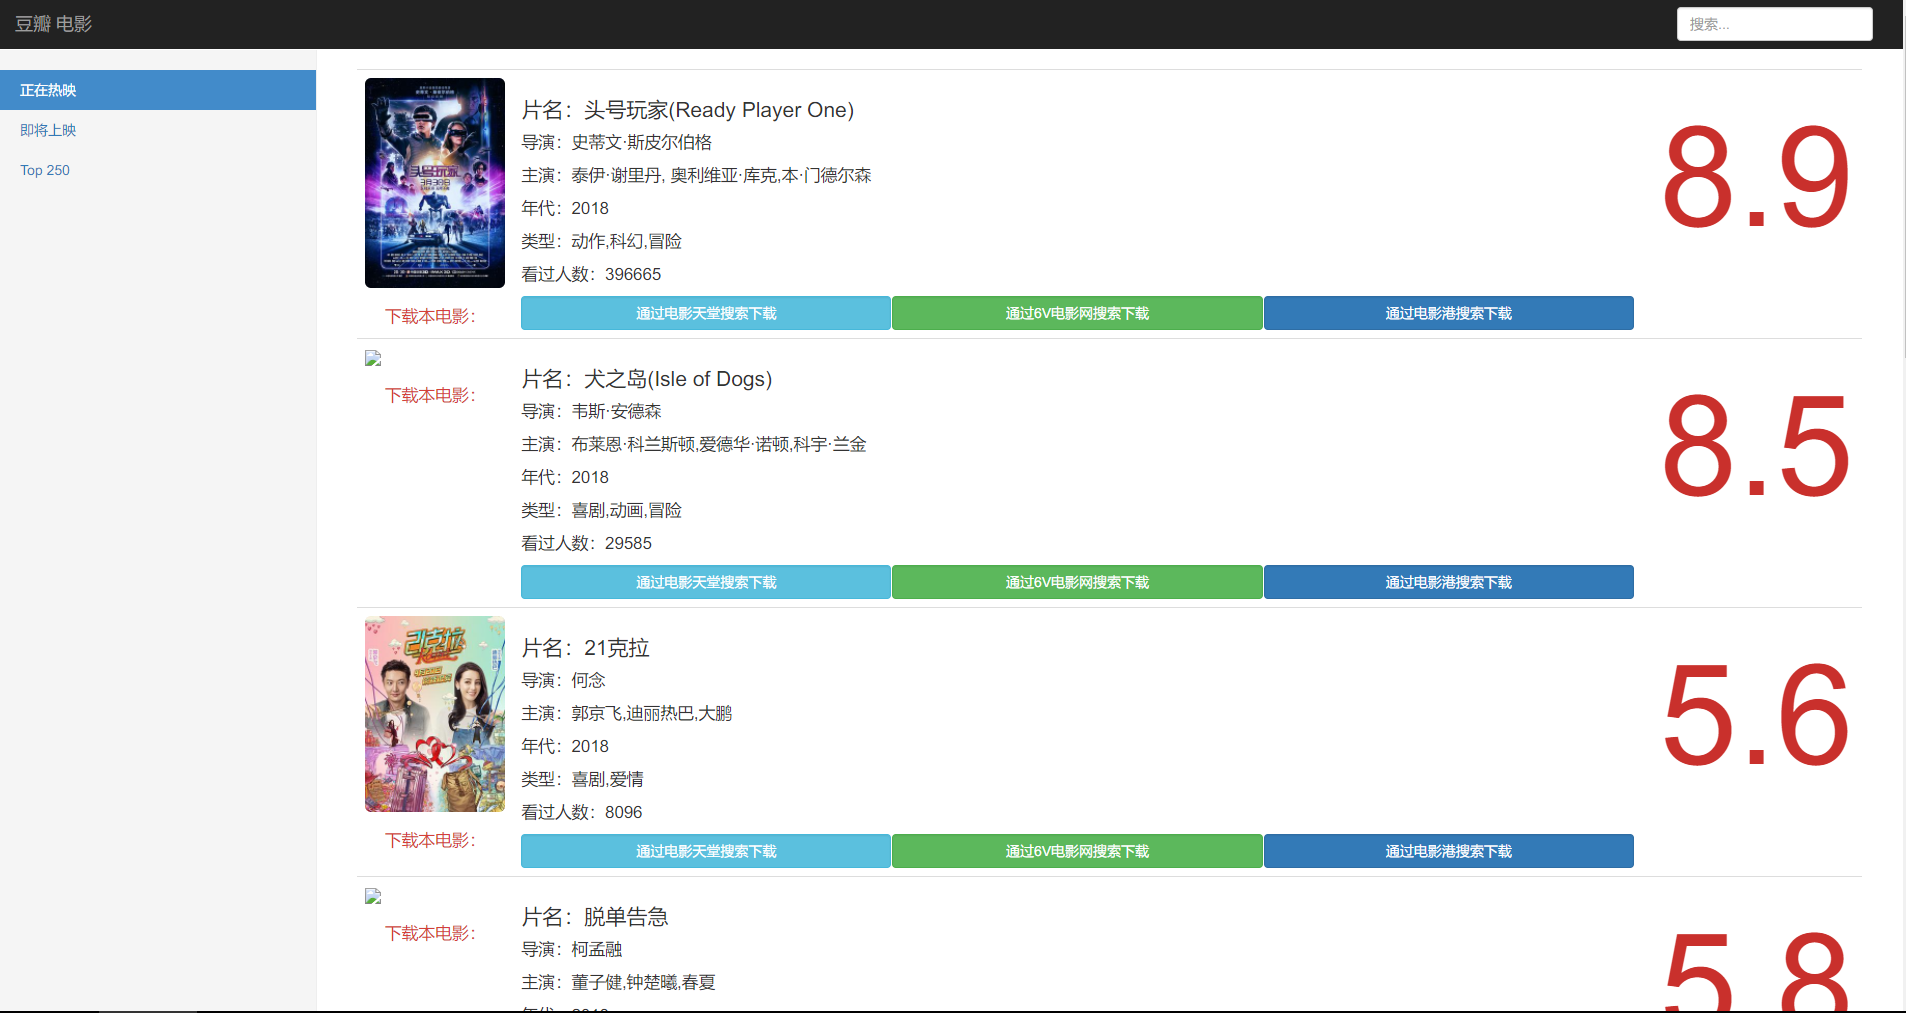 豆瓣 电影
搜索...
正在热映
即将上映
Top 250
头号玩家
片名：头号玩家(Ready Player One)
导演：史蒂文·斯皮尔伯格
主演：泰伊·谢里丹, 奥利维亚·库克,本·门德尔森
年代：2018
类型：动作,科幻,冒险
看过人数：396665
8.9
下载本电影：
通过电影天堂搜索下载
通过6V电影网搜索下载
通过电影港搜索下载
片名：犬之岛(Isle of Dogs)
导演：韦斯·安德森
主演：布莱恩·科兰斯顿,爱德华·诺顿,科宇·兰金
年代：2018
类型：喜剧,动画,冒险
看过人数：29585
8.5
下载本电影：
通过电影天堂搜索下载
通过6V电影网搜索下载
通过电影港搜索下载
21克拉
片名：21克拉
导演：何念
主演：郭京飞,迪丽热巴,大鹏
年代：2018
类型：喜剧,爱情
看过人数：8096
5.6
下载本电影：
通过电影天堂搜索下载
通过6V电影网搜索下载
通过电影港搜索下载
片名：脱单告急
导演：柯孟融
主演：董子健,钟楚曦,春夏
年代：2018
5.8
下载本电影：